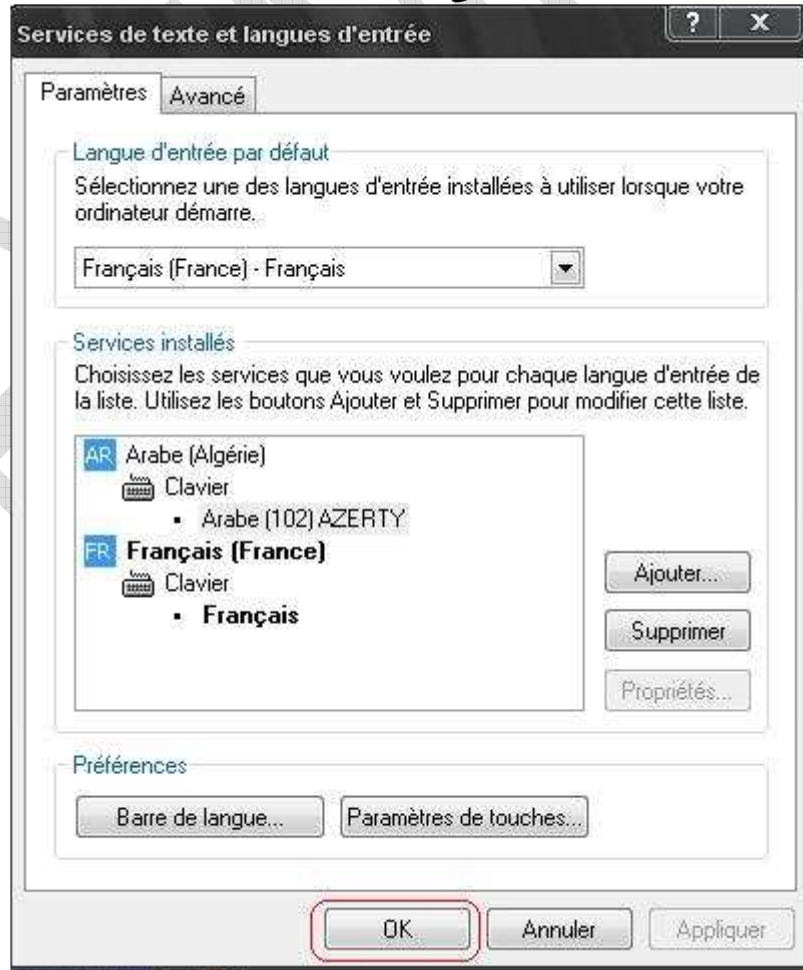 Services de texte et langues d'entrée
? X
Paramètres Avancé
Langue d'entrée par défaut
Sélectionnez une des langues d'entrée installées à utiliser lorsque votre
ordinateur démarre.
Français (France) - Français
Services installés
Choisissez les services que vous voulez pour chaque langue d'entrée de
la liste. Utilisez les boutons Ajouter et Supprimer pour modifier cette liste.
AR Arabe (Algérie)
Clavier
• Arabe (102) AZERTY
FR Français (France)
Clavier
• Français
Ajouter...
Supprimer
Propriétés...
Préférences
Barre de langue... Paramètres de touches...
OK Annuler Appliquer